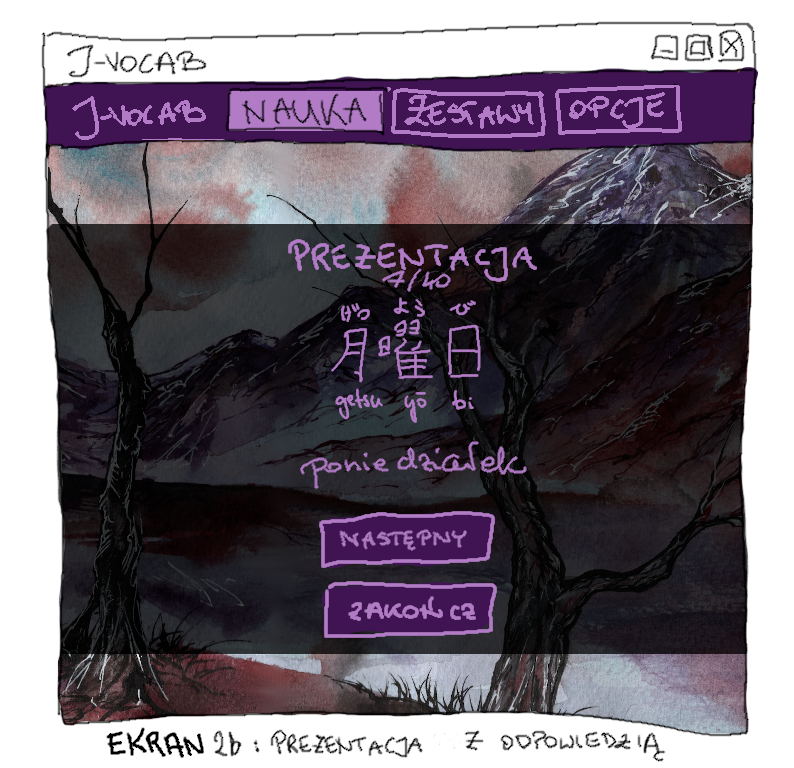 J-VOCAB
J-VOCAB NAUKA ZESTAWY OPCJE
PREZENTACJA
7/40
げつ よう び
月曜日
getsu yō bi
poniedziałek
NASTĘPNY
ZAKOŃCZ
EKRAN 2b: PREZENTACJA Z ODPOWIEDZIĄ